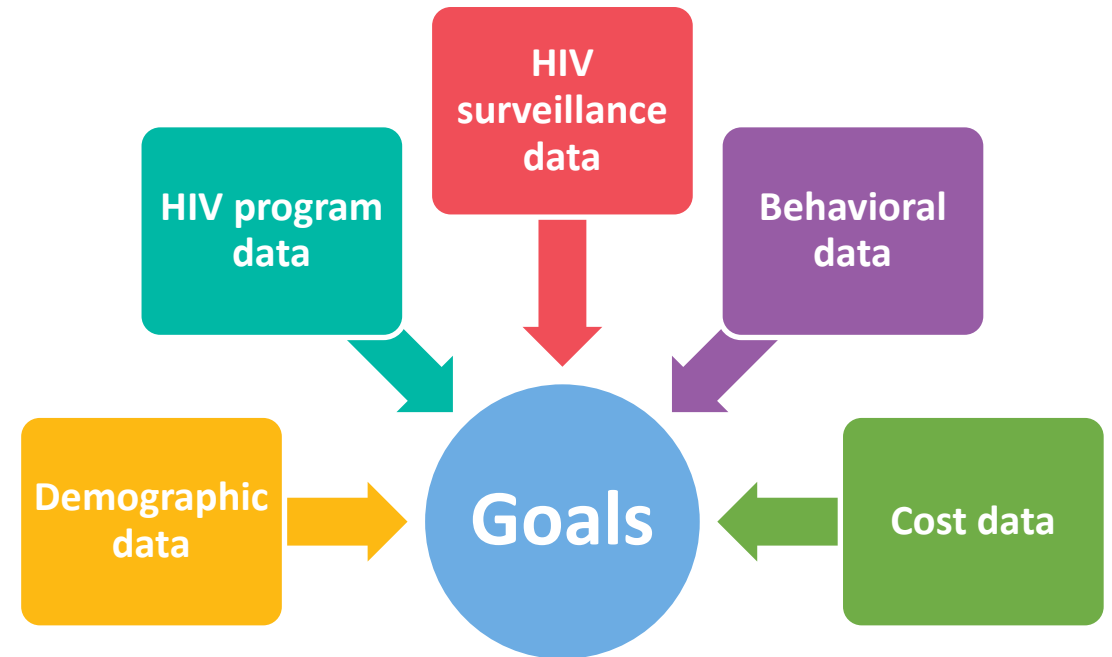 HIV
surveillance
data
HIV program
data
Behavioral
data
Demographic
data
Goals
Cost data